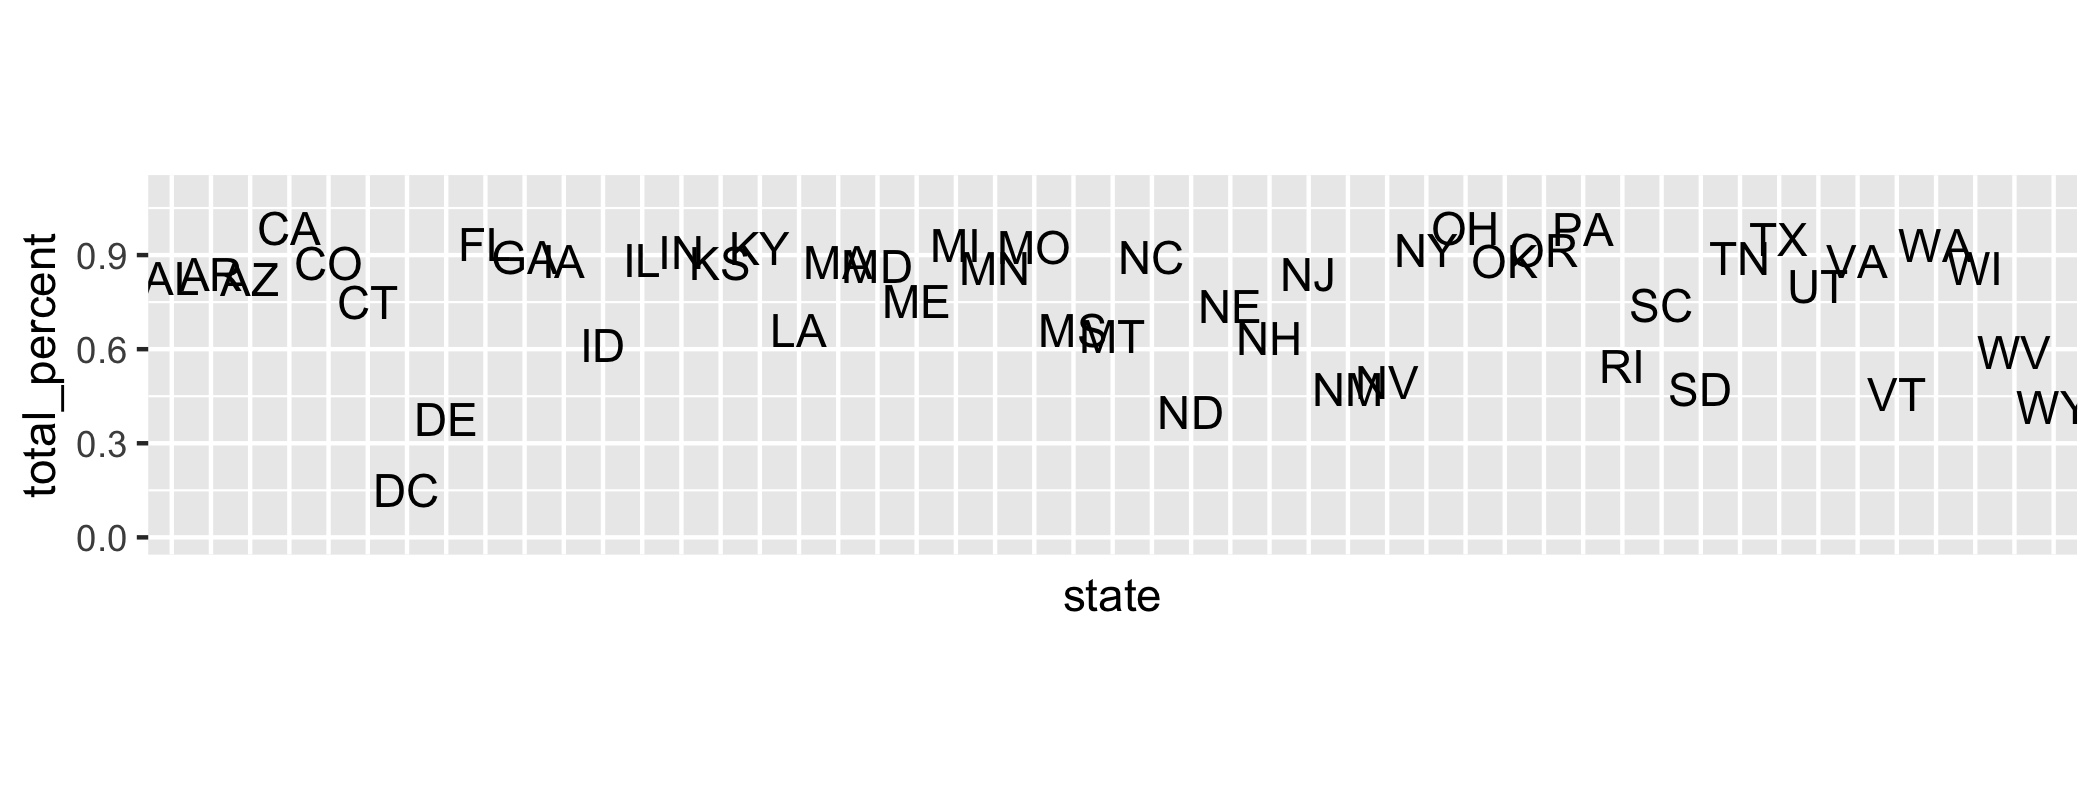 total_percent
0.9
0.6
0.3
0.0
AL AR AZ CA CO CT DC DE FL GA IA ID IL IN KS KY LA MA MD ME MI MN MO MS MT NC ND NE NH NJ NM NV NY OH OK OR PA RI SC SD TN TX UT VA VT WA WI WV WY
state